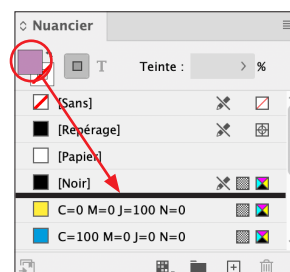 Nuancier
T Teinte : %
[Sans]
[Repérage]
[Papier]
[Noir]
C=0 M=0 J=100 N=0
C=100 M=0 J=0 N=0